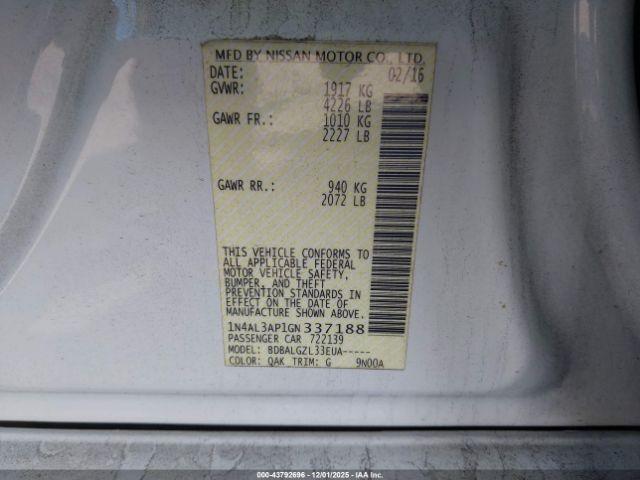 MFD BY NISSAN MOTOR CO., LTD.
DATE: 02/16
GVWR: 1917 KG
4226 LB
GAWR FR.: 1010 KG
2227 LB
GAWR RR.: 940 KG
2072 LB
THIS VEHICLE CONFORMS TO
ALL APPLICABLE FEDERAL
MOTOR VEHICLE SAFETY,
BUMPER, AND THEFT
PREVENTION STANDARDS IN
EFFECT ON THE DATE OF
MANUFACTURE SHOWN ABOVE.
1N4AL3AP1GN337188
PASSENGER CAR 722139
MODEL: BDBALGZL33EUA-----
COLOR: QAK TRIM: G 9N00A
000-43792696 - 12/01/2025 - IAA Inc.